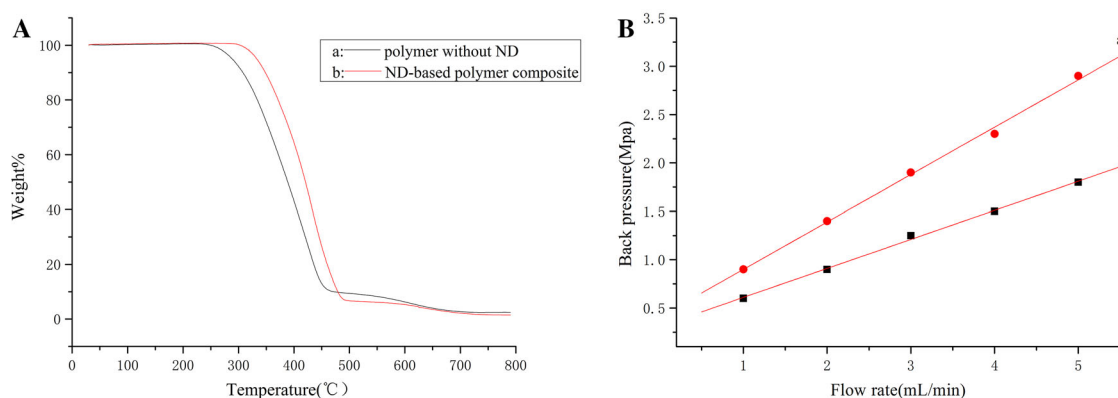 A
a: polymer without ND
b: ND-based polymer composite
Weight%
100
80
60
40
20
0
0 100 200 300 400 500 600 700 800
Temperature(℃)
B
3.5
3.0
2.5
2.0
1.5
1.0
0.5
Back pressure(Mpa)
1 2 3 4 5
Flow rate(mL/min)